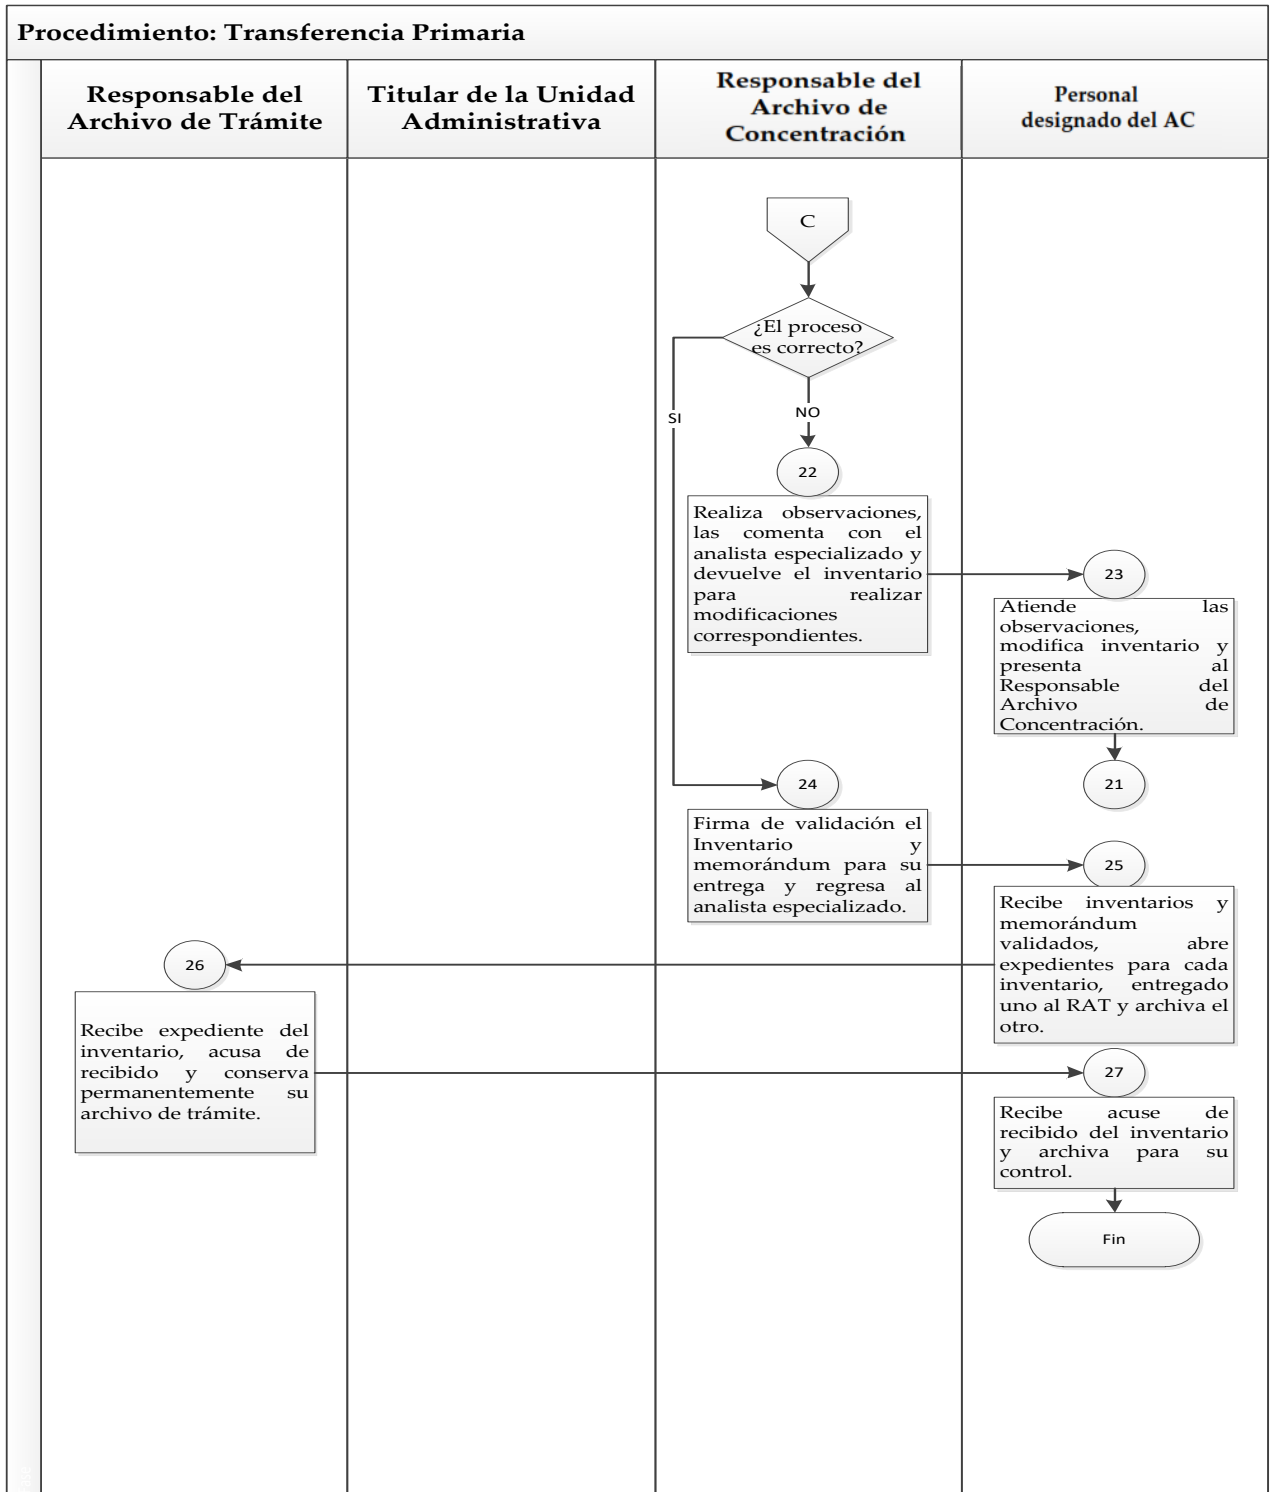 Procedimiento: Transferencia Primaria
Responsable del
Archivo de Trámite
Titular de la Unidad
Administrativa
Responsable del
Archivo de
Concentración
Personal
designado del AC
C
¿El proceso
es correcto?
SI
NO
22
Realiza observaciones,
las comenta con el
analista especializado y
devuelve el inventario
para realizar
modificaciones
correspondientes.
23
Atiende las
observaciones,
modifica inventario y
presenta al
Responsable del
Archivo de
Concentración.
21
24
Firma de validación el
Inventario y
memorándum para su
entrega y regresa al
analista especializado.
25
Recibe inventarios y
memorándum
validados, abre
expedientes para cada
inventario, entregado
uno al RAT y archiva el
otro.
26
Recibe expediente del
inventario, acusa de
recibido y conserva
permanentemente su
archivo de trámite.
27
Recibe acuse de
recibido del inventario
y archiva para su
control.
Fin